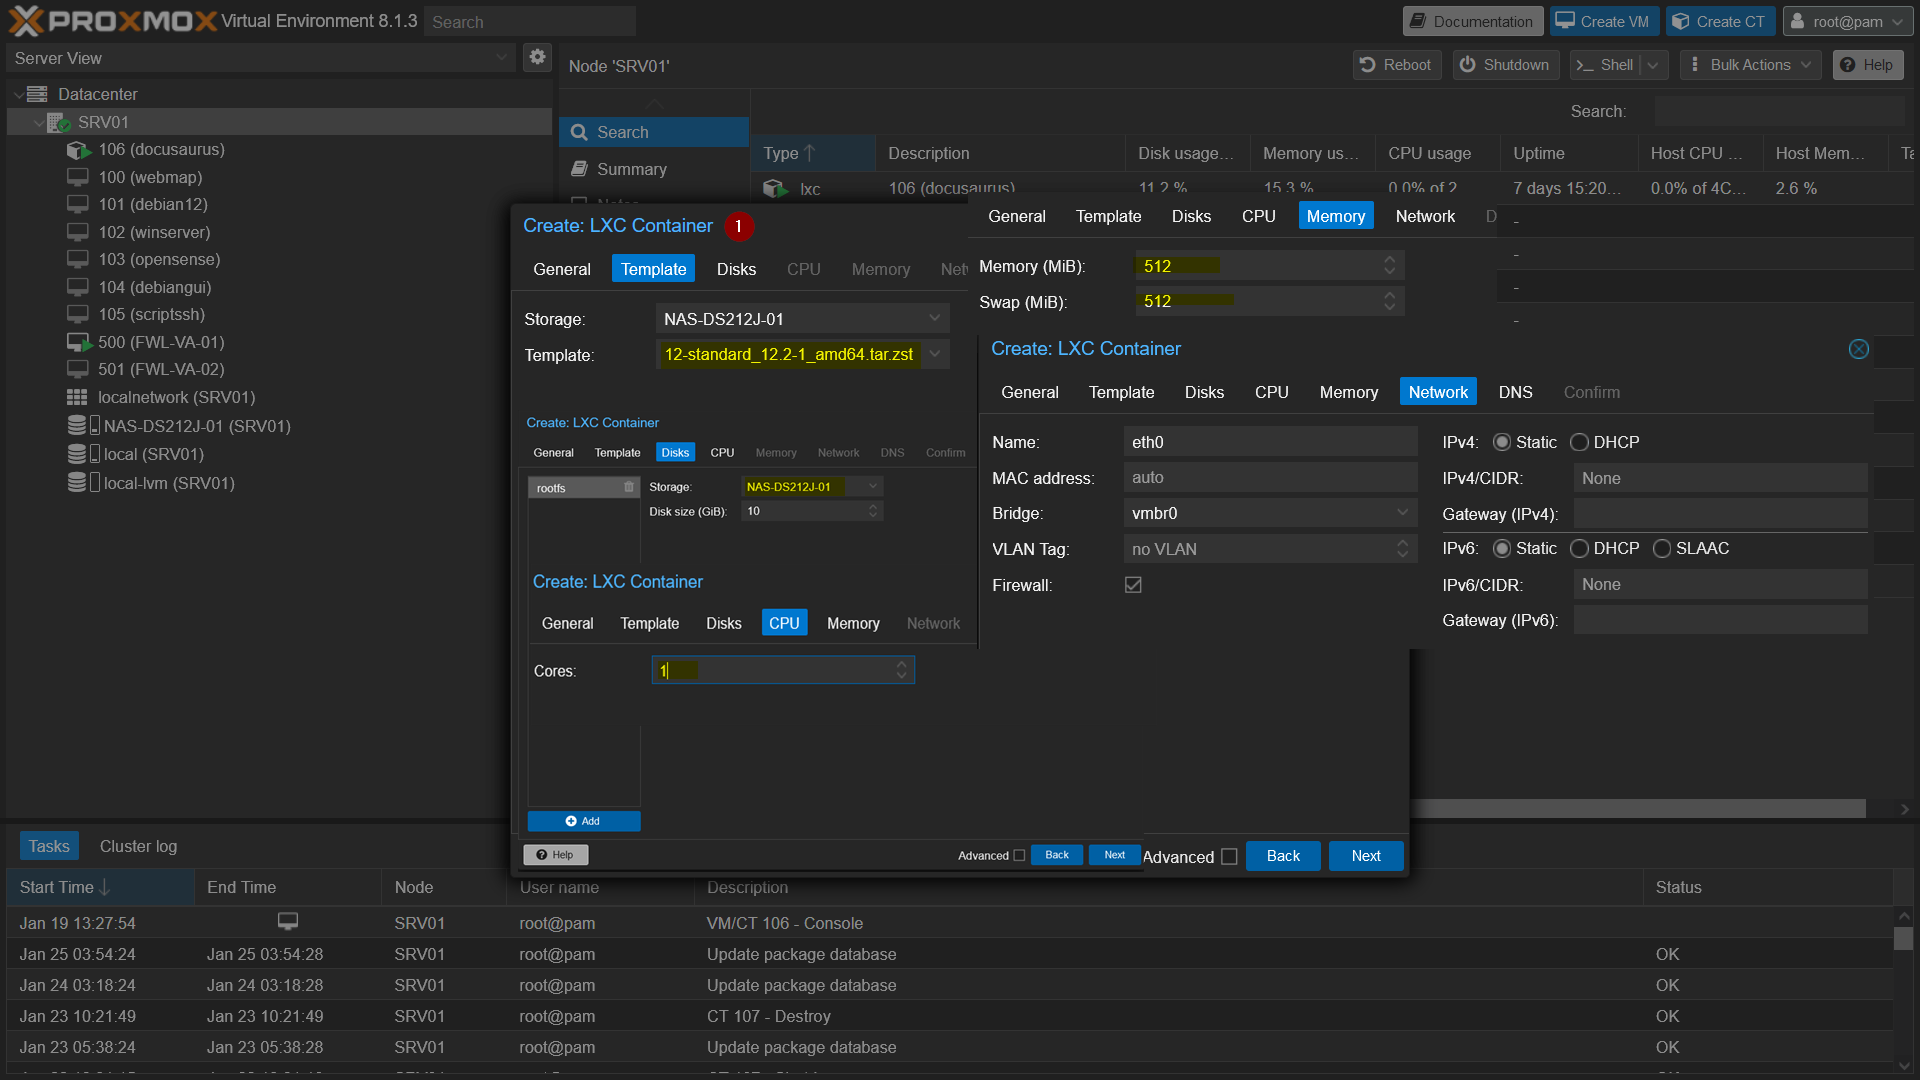 PROXMOX Virtual Environment 8.1.3 Search
Documentation Create VM Create CT root@pam
Server View
Node 'SRV01'
Reboot Shutdown Shell Bulk Actions Help
Datacenter
SRV01
106 (docusaurus)
100 (webmap)
101 (debian12)
102 (winserver)
103 (opensense)
104 (debiangui)
105 (scriptssh)
500 (FWL-VA-01)
501 (FWL-VA-02)
localnetwork (SRV01)
NAS-DS212J-01 (SRV01)
local (SRV01)
local-lvm (SRV01)
Search
Summary
Search:
Type Description Disk usage... Memory us... CPU usage Uptime Host CPU ... Host Mem... Ta
lxc 106 (docusaurus) 11.2 % 15.3 % 0.0% of 2 7 days 15:20... 0.0% of 4C... 2.6 %
-
-
-
-
Create: LXC Container 1
General Template Disks CPU Memory Netw
Storage: NAS-DS212J-01
Template: 12-standard_12.2-1_amd64.tar.zst
Create: LXC Container
General Template Disks CPU Memory Network DNS Confirm
rootfs
Storage: NAS-DS212J-01
Disk size (GiB): 10
Create: LXC Container
General Template Disks CPU Memory Network
Cores: 1
Add
Help
Advanced Back Next
Advanced Back Next
General Template Disks CPU Memory Network D
Memory (MiB): 512
Swap (MiB): 512
Create: LXC Container
General Template Disks CPU Memory Network DNS Confirm
Name: eth0
MAC address: auto
Bridge: vmbr0
VLAN Tag: no VLAN
Firewall:
IPv4: Static DHCP
IPv4/CIDR: None
Gateway (IPv4):
IPv6: Static DHCP SLAAC
IPv6/CIDR: None
Gateway (IPv6):
Tasks Cluster log
Start Time End Time Node User name Description Status
Jan 19 13:27:54 SRV01 root@pam VM/CT 106 - Console
Jan 25 03:54:24 Jan 25 03:54:28 SRV01 root@pam Update package database OK
Jan 24 03:18:24 Jan 24 03:18:28 SRV01 root@pam Update package database OK
Jan 23 10:21:49 Jan 23 10:21:49 SRV01 root@pam CT 107 - Destroy OK
Jan 23 05:38:24 Jan 23 05:38:28 SRV01 root@pam Update package database OK